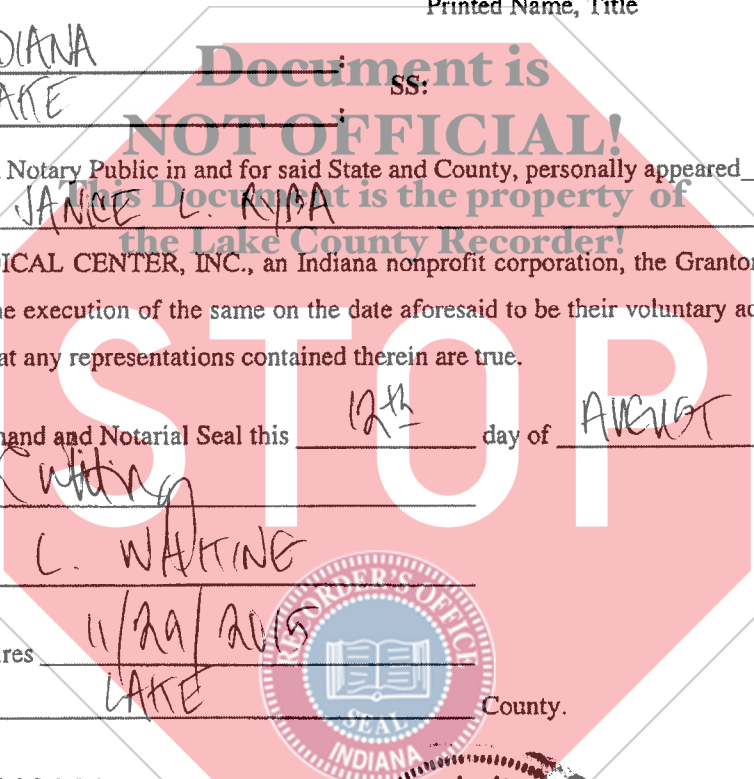 Printed Name, Title
DIANA :
Document is
SS:
AKE :
NOT OFFICIAL!
Notary Public in and for said State and County, personally appeared
This Document is the property of
JANICE L. RYBA
the Lake County Recorder!
DICAL CENTER, INC., an Indiana nonprofit corporation, the Grantor
e execution of the same on the date aforesaid to be their voluntary ac
at any representations contained therein are true.
STOP
hand and Notarial Seal this 12th day of AUGUST
L. WATKINE
RECORDER'S OFFICE
res 11/29/2015
LAKE County.
SEAL
INDIANA